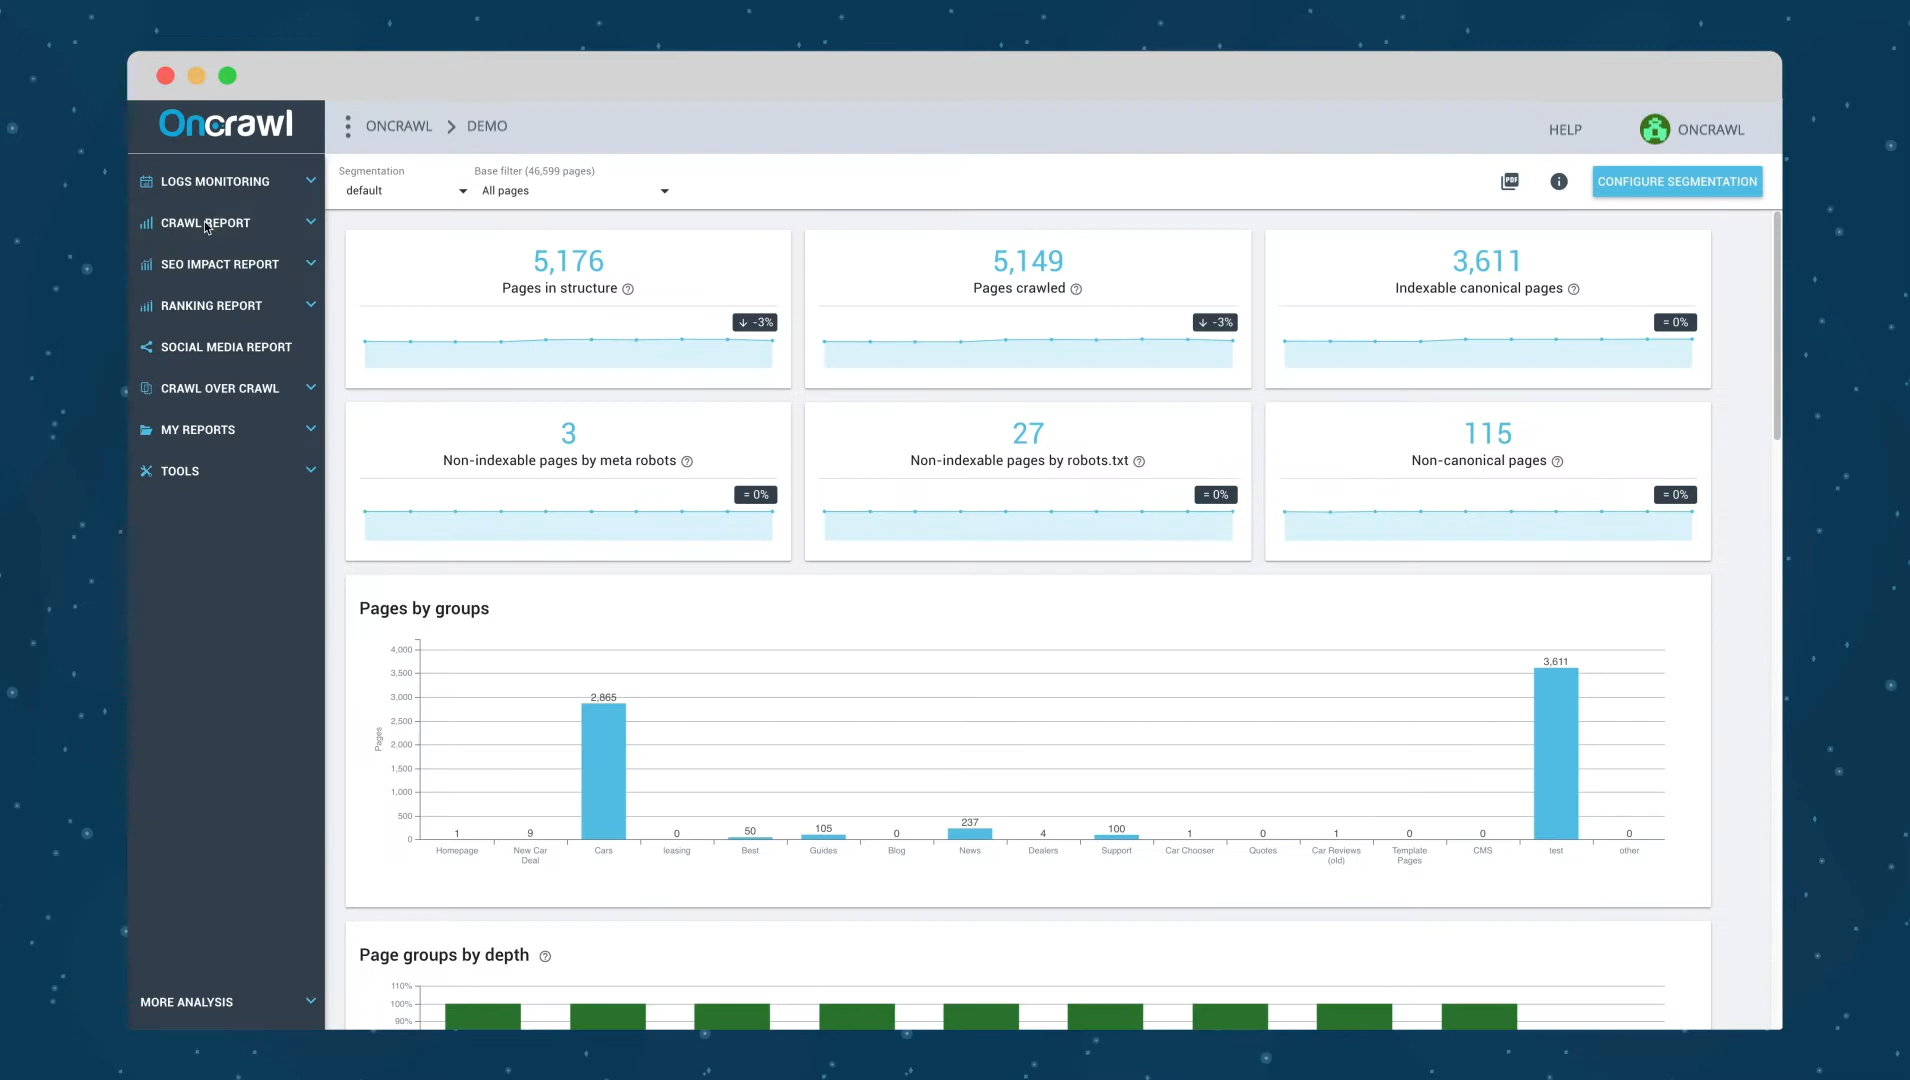 Oncrawl
ONCRAWL > DEMO
HELP
ONCRAWL
LOGS MONITORING
CRAWL REPORT
SEO IMPACT REPORT
RANKING REPORT
SOCIAL MEDIA REPORT
CRAWL OVER CRAWL
MY REPORTS
TOOLS
MORE ANALYSIS
Segmentation
default
Base filter (46,599 pages)
All pages
PDF
CONFIGURE SEGMENTATION
5,176
Pages in structure
-3%
5,149
Pages crawled
-3%
3,611
Indexable canonical pages
= 0%
3
Non-indexable pages by meta robots
= 0%
27
Non-indexable pages by robots.txt
= 0%
115
Non-canonical pages
= 0%
Pages by groups
Pages
4,000
3,500
3,000
2,500
2,000
1,500
1,000
500
0
1
9
2,865
0
50
105
0
237
4
100
1
0
1
0
0
3,611
0
Homepage
New Car
Deal
Cars
leasing
Best
Guides
Blog
News
Dealers
Support
Car Chooser
Quotes
Car Reviews
(old)
Template
Pages
CMS
test
other
Page groups by depth
110%
100%
90%